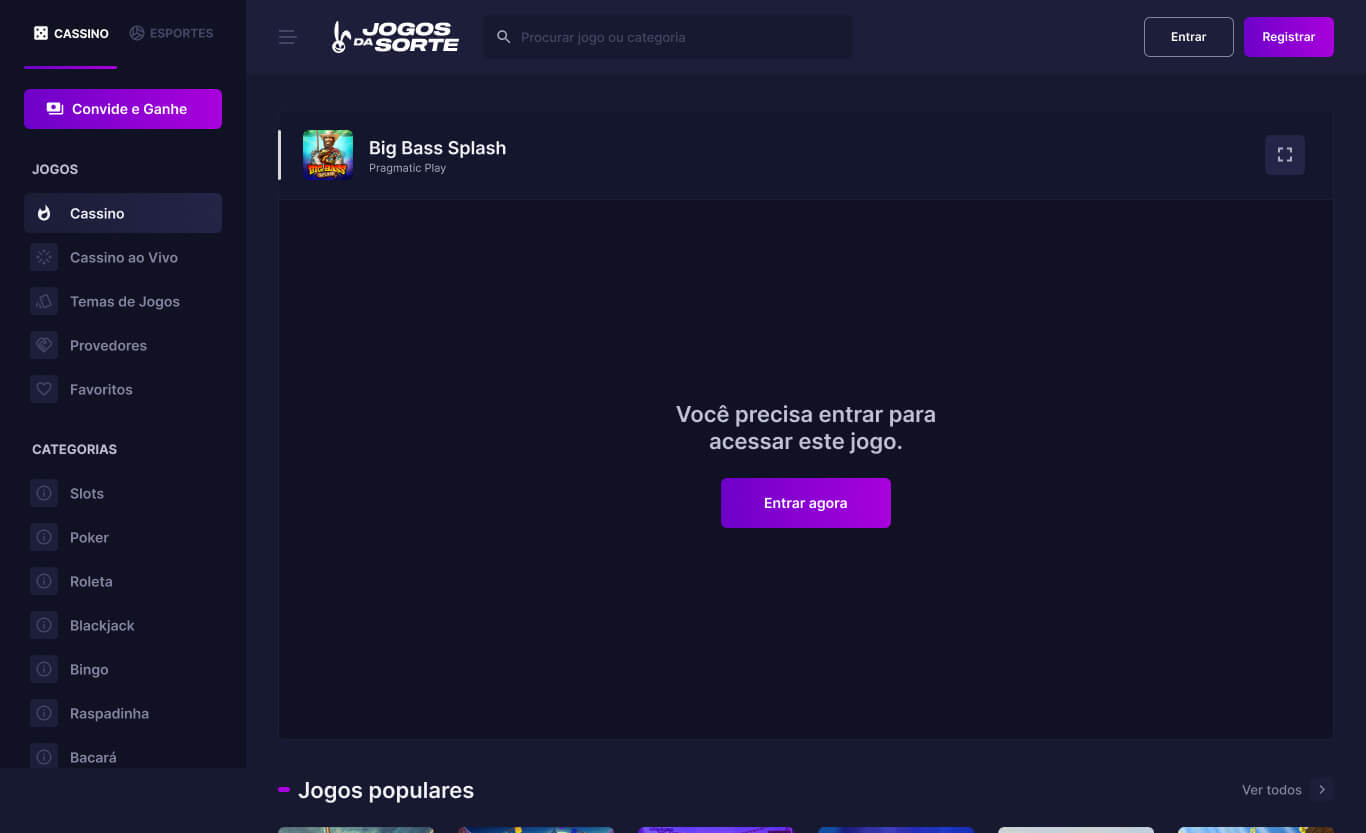 CASSINO
ESPORTES
Convide e Ganhe
JOGOS
Cassino
Cassino ao Vivo
Temas de Jogos
Provedores
Favoritos
CATEGORIAS
Slots
Poker
Roleta
Blackjack
Bingo
Raspadinha
Bacará
JOGOS
DA SORTE
Procurar jogo ou categoria
Entrar
Registrar
BIG BASS
Big Bass Splash
Pragmatic Play
Você precisa entrar para
acessar este jogo.
Entrar agora
Jogos populares
Ver todos